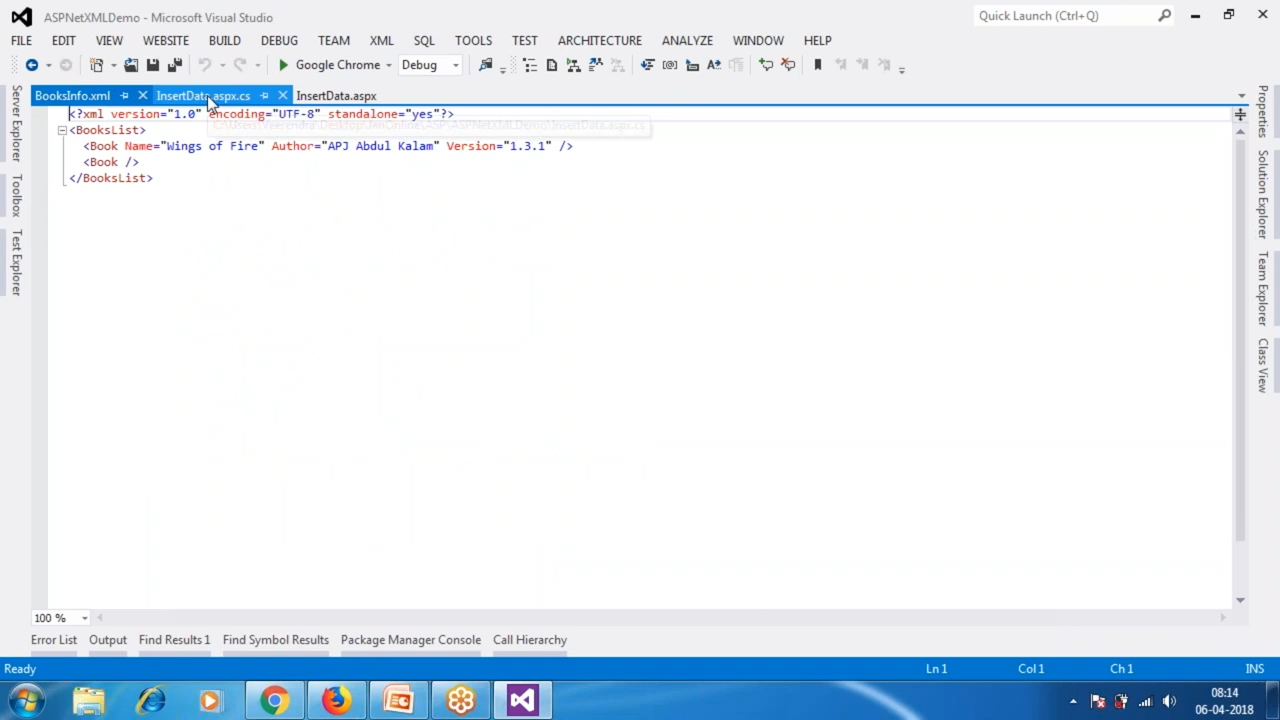 ASPNetXMLDemo - Microsoft Visual Studio
Quick Launch (Ctrl+Q)
FILE EDIT VIEW WEBSITE BUILD DEBUG TEAM XML SQL TOOLS TEST ARCHITECTURE ANALYZE WINDOW HELP
Google Chrome Debug
BooksInfo.xml InsertData.aspx.cs InsertData.aspx
<?xml version="1.0" encoding="UTF-8" standalone="yes"?>
<BooksList>
<Book Name="Wings of Fire" Author="APJ Abdul Kalam" Version="1.3.1" />
<Book />
</BooksList>
Server Explorer
Toolbox
Test Explorer
Properties
Solution Explorer
Team Explorer
Class View
100 %
Error List Output Find Results 1 Find Symbol Results Package Manager Console Call Hierarchy
Ready Ln 1 Col 1 Ch 1 INS
08:14
06-04-2018